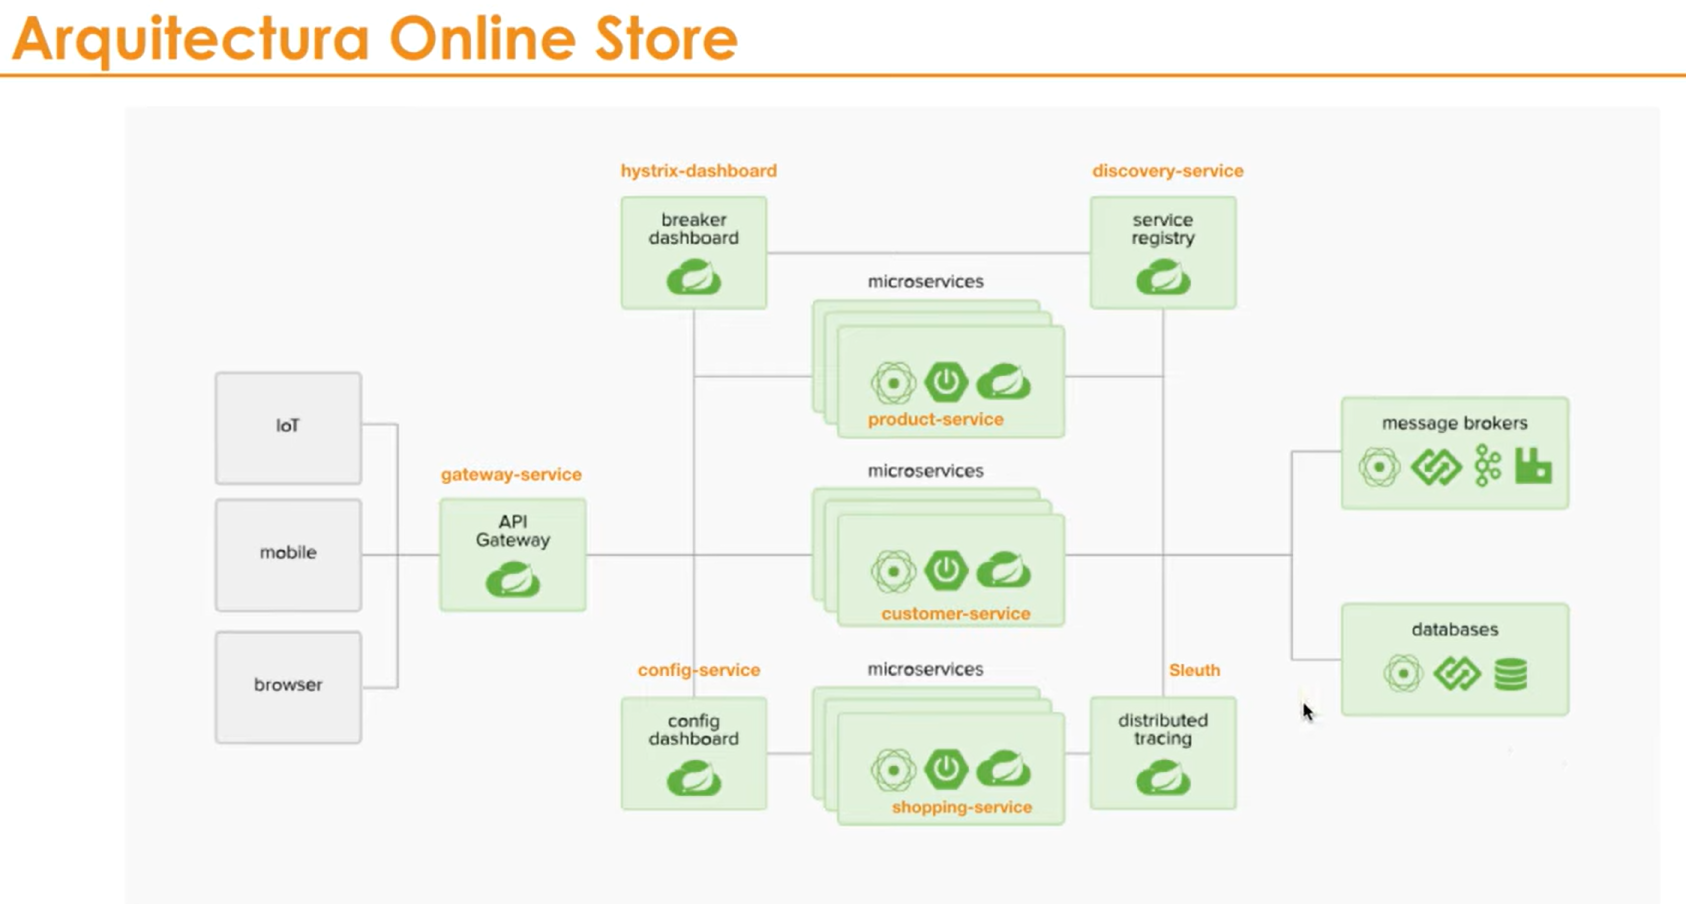 Arquitectura Online Store
hystrix-dashboard
discovery-service
breaker
dashboard
service
registry
microservices
product-service
IoT
mobile
browser
gateway-service
API
Gateway
microservices
customer-service
message brokers
databases
config-service
config
dashboard
microservices
shopping-service
Sleuth
distributed
tracing